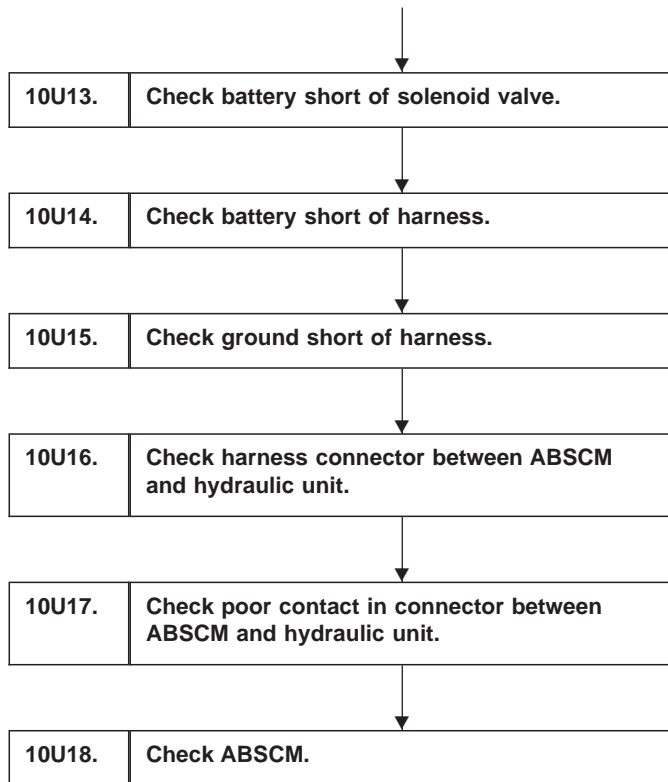 10U13. Check battery short of solenoid valve.
10U14. Check battery short of harness.
10U15. Check ground short of harness.
10U16. Check harness connector between ABSCM
and hydraulic unit.
10U17. Check poor contact in connector between
ABSCM and hydraulic unit.
10U18. Check ABSCM.